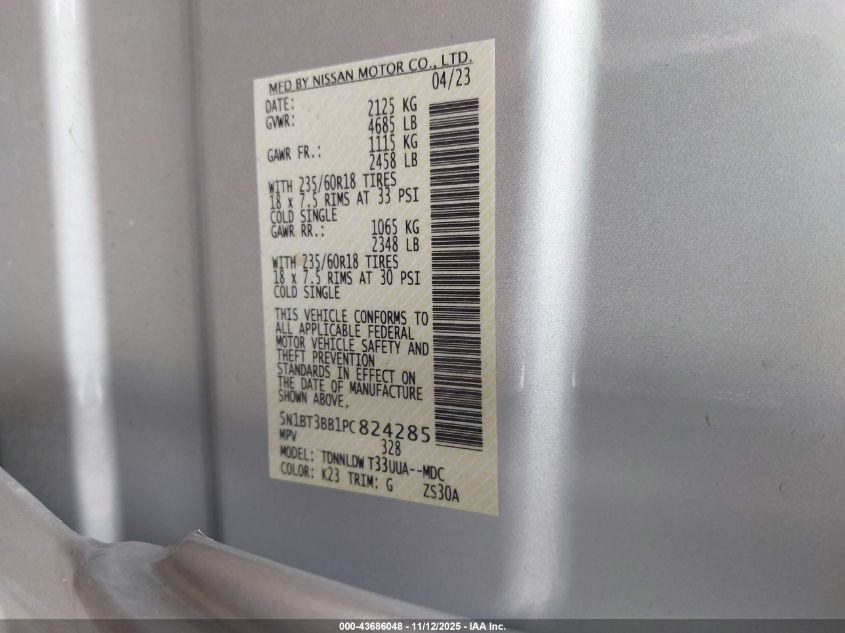 MFD BY NISSAN MOTOR CO., LTD.
DATE: 04/23
GVWR: 2125 KG
4685 LB
GAWR FR.: 1115 KG
2458 LB
WITH 235/60R18 TIRES
18 x 7.5 RIMS AT 33 PSI
COLD SINGLE
GAWR RR.: 1065 KG
2348 LB
WITH 235/60R18 TIRES
18 x 7.5 RIMS AT 30 PSI
COLD SINGLE
THIS VEHICLE CONFORMS TO
ALL APPLICABLE FEDERAL
MOTOR VEHICLE SAFETY AND
THEFT PREVENTION
STANDARDS IN EFFECT ON
THE DATE OF MANUFACTURE
SHOWN ABOVE.
5N1BT3BB1PC824285
MPV 328
MODEL: TDNNLDW T33UUA--MDC
COLOR: K23 TRIM: G ZS30A
000-43686048 - 11/12/2025 - IAA Inc.